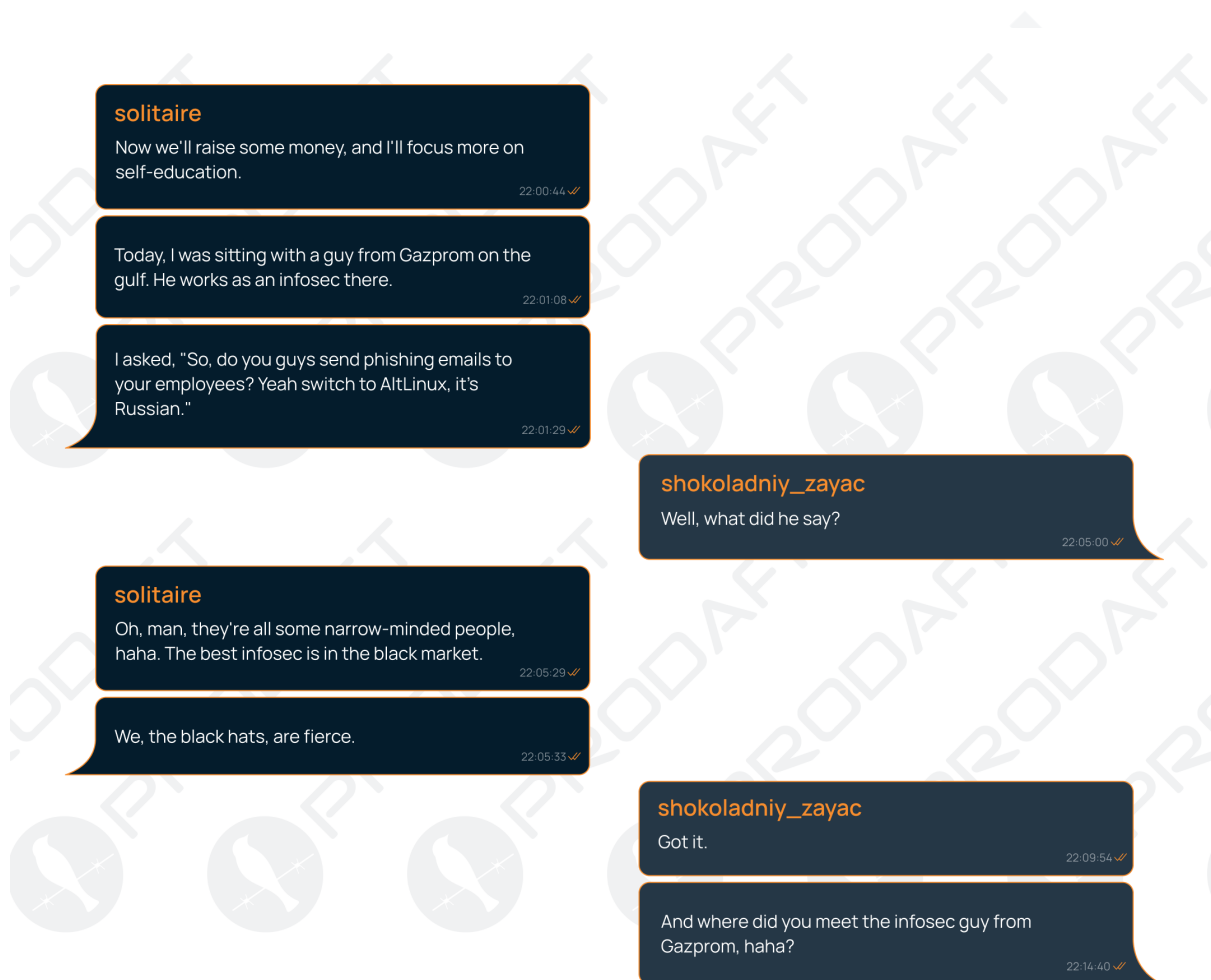 solitaire
Now we'll raise some money, and I'll focus more on
self-education.
22:00:44
Today, I was sitting with a guy from Gazprom on the
gulf. He works as an infosec there.
22:01:08
I asked, "So, do you guys send phishing emails to
your employees? Yeah switch to AltLinux, it's
Russian."
22:01:29
shokoladniy_zayac
Well, what did he say?
22:05:00
solitaire
Oh, man, they're all some narrow-minded people,
haha. The best infosec is in the black market.
22:05:29
We, the black hats, are fierce.
22:05:33
shokoladniy_zayac
Got it.
22:09:54
And where did you meet the infosec guy from
Gazprom, haha?
22:14:40
PRODAFT